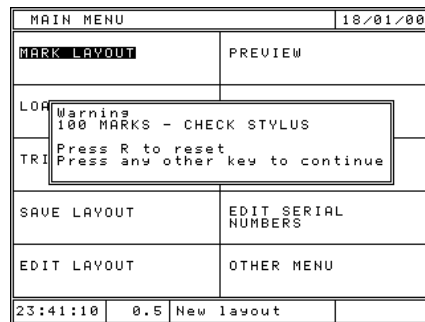 MAIN MENU 18/01/00
MARK LAYOUT PREVIEW
LOA
Warning
100 MARKS - CHECK STYLUS
Press R to reset
TRI
Press any other key to continue
SAVE LAYOUT EDIT SERIAL
NUMBERS
EDIT LAYOUT OTHER MENU
23:41:10 0.5 New layout